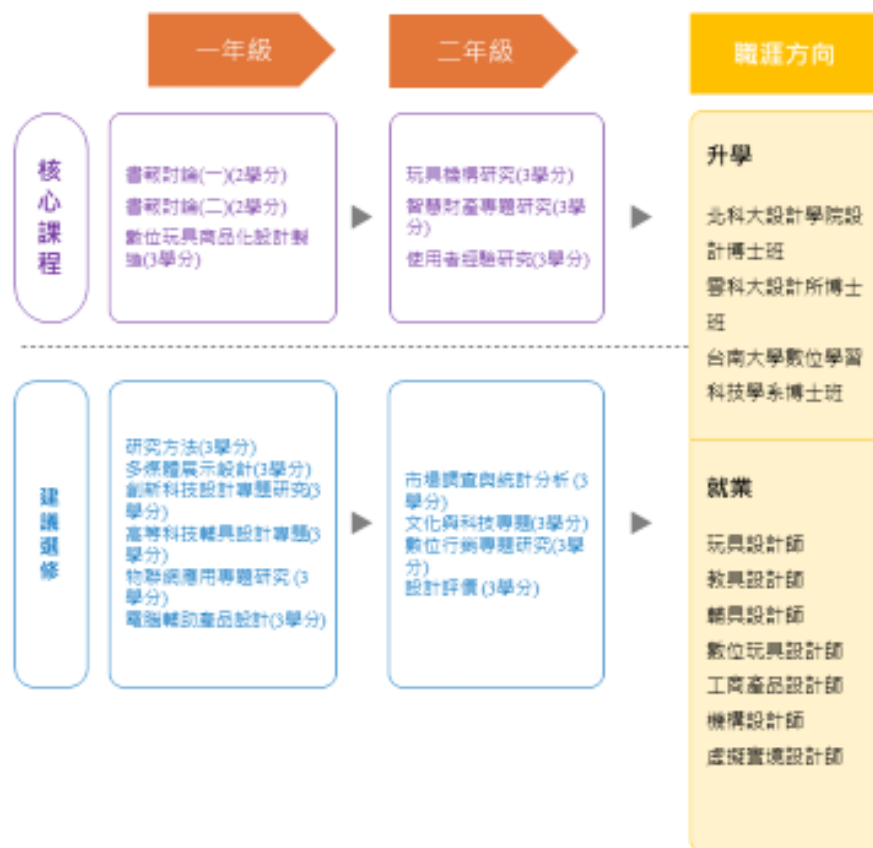 一年級
二年級
職涯方向
核心課程
書報討論(一)(2學分)
書報討論(二)(2學分)
數位玩具商品化設計製
造(3學分)
玩具機構研究(3學分)
智慧財產專題研究(3學
分)
使用者經驗研究(3學分)
升學
北科大設計學院設
計博士班
雲科大設計所博士
班
台南大學數位學習
科技學系博士班
建議選修
研究方法(3學分)
多媒體展示設計(3學分)
創新科技設計專題研究(3
學分)
高等科技輔具設計專題(3
學分)
物聯網應用專題研究 (3
學分)
電腦輔助產品設計(3學分)
市場調查與統計分析 (3
學分)
文化與科技專題(3學分)
數位行銷專題研究(3學
分)
設計評價 (3學分)
就業
玩具設計師
教具設計師
輔具設計師
數位玩具設計師
工商產品設計師
機構設計師
虛擬實境設計師